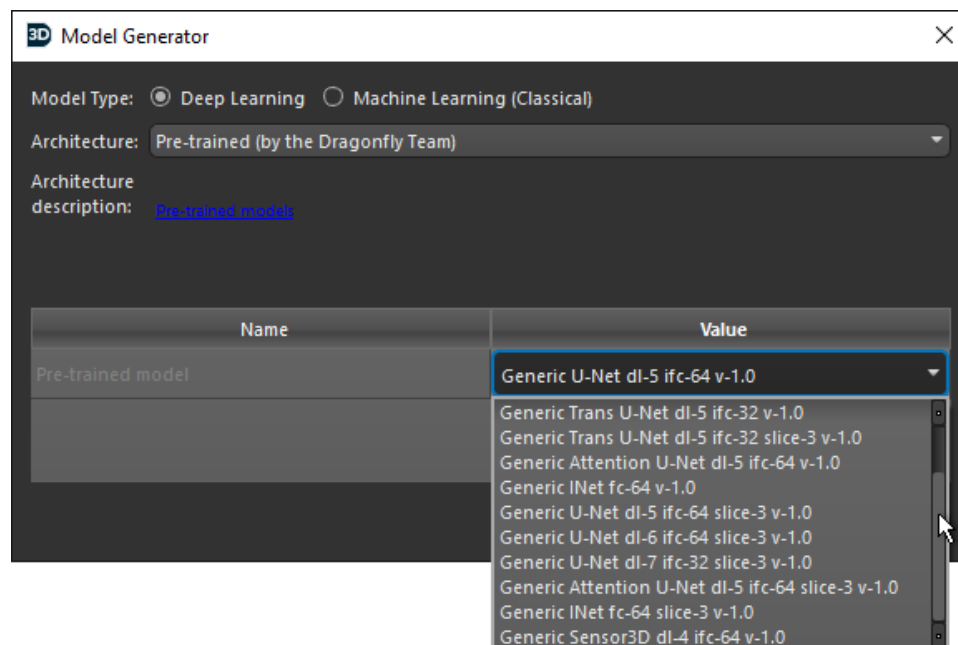 3D Model Generator
Model Type: Deep Learning Machine Learning (Classical)
Architecture: Pre-trained (by the Dragonfly Team)
Architecture
description: Pre-trained models
Name Value
Pre-trained model Generic U-Net dl-5 ifc-64 v-1.0
Generic Trans U-Net dl-5 ifc-32 v-1.0
Generic Trans U-Net dl-5 ifc-32 slice-3 v-1.0
Generic Attention U-Net dl-5 ifc-64 v-1.0
Generic INet fc-64 v-1.0
Generic U-Net dl-5 ifc-64 slice-3 v-1.0
Generic U-Net dl-6 ifc-64 slice-3 v-1.0
Generic U-Net dl-7 ifc-32 slice-3 v-1.0
Generic Attention U-Net dl-5 ifc-64 slice-3 v-1.0
Generic INet fc-64 slice-3 v-1.0
Generic Sensor3D dl-4 ifc-64 v-1.0